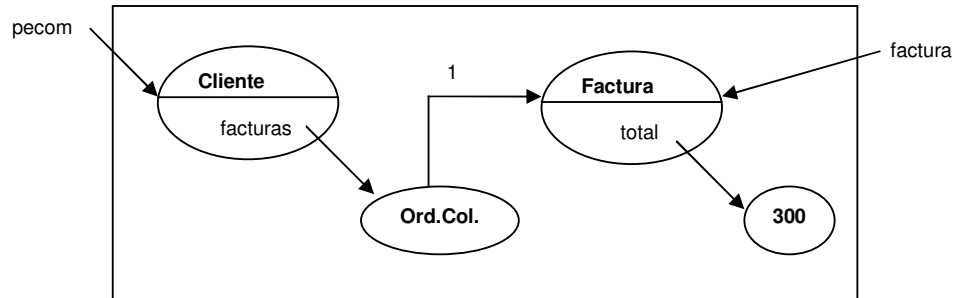 pecom
Cliente
facturas
1
Ord.Col.
Factura
total
300
factura